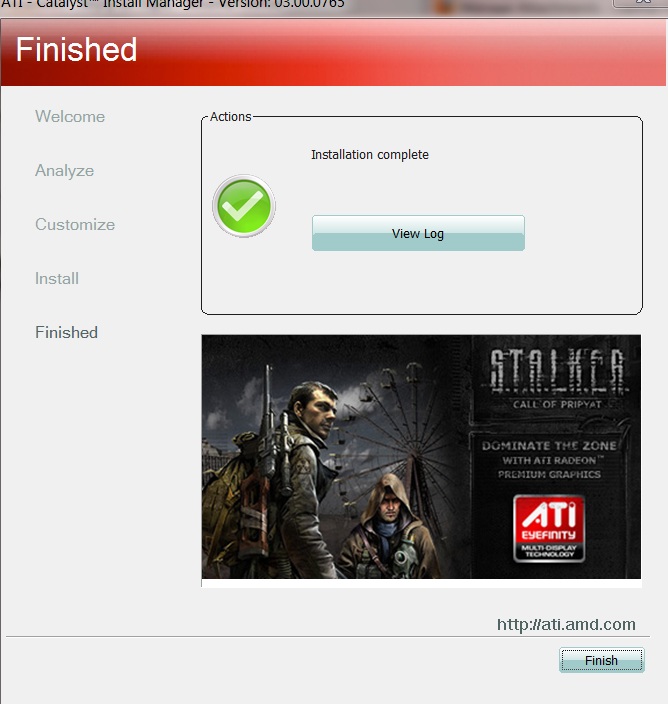 ATI - Catalyst™ Install Manager - Version: 03.00.0765
Finished
Welcome
Analyze
Customize
Install
Finished
Actions
Installation complete
View Log
S.T.A.L.K.E.R
CALL OF PRIPYAT
DOMINATE THE ZONE
WITH ATI RADEON™
PREMIUM GRAPHICS
ATI
EYEFINITY
MULTI-DISPLAY
TECHNOLOGY
http://ati.amd.com
Finish